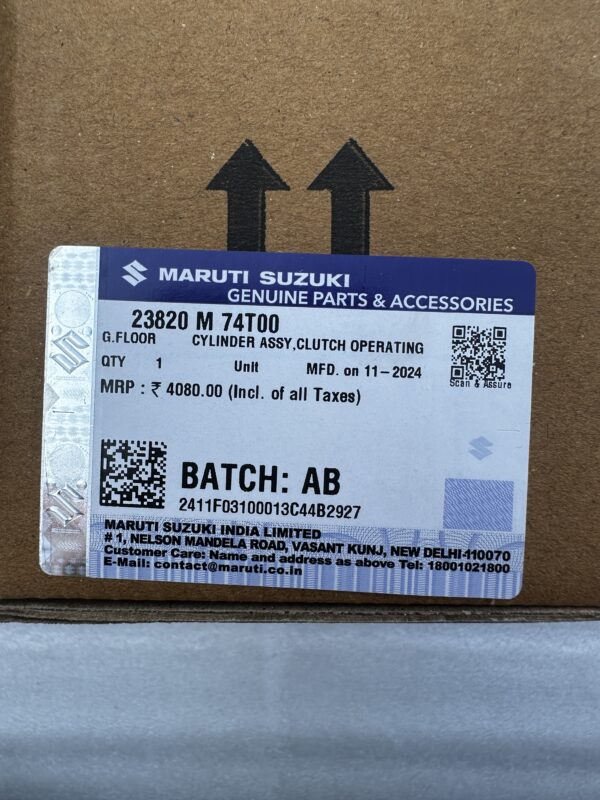 MARUTI SUZUKI
GENUINE PARTS & ACCESSORIES
23820 M 74T00
G.FLOOR CYLINDER ASSY,CLUTCH OPERATING
QTY 1 Unit MFD. on 11-2024
MRP : ₹ 4080.00 (Incl. of all Taxes)
Scan & Assure
BATCH: AB
2411F03100013C44B2927
MARUTI SUZUKI INDIA LIMITED
# 1, NELSON MANDELA ROAD, VASANT KUNJ, NEW DELHI-110070
Customer Care: Name and address as above Tel: 18001021800
E-Mail: contact@maruti.co.in